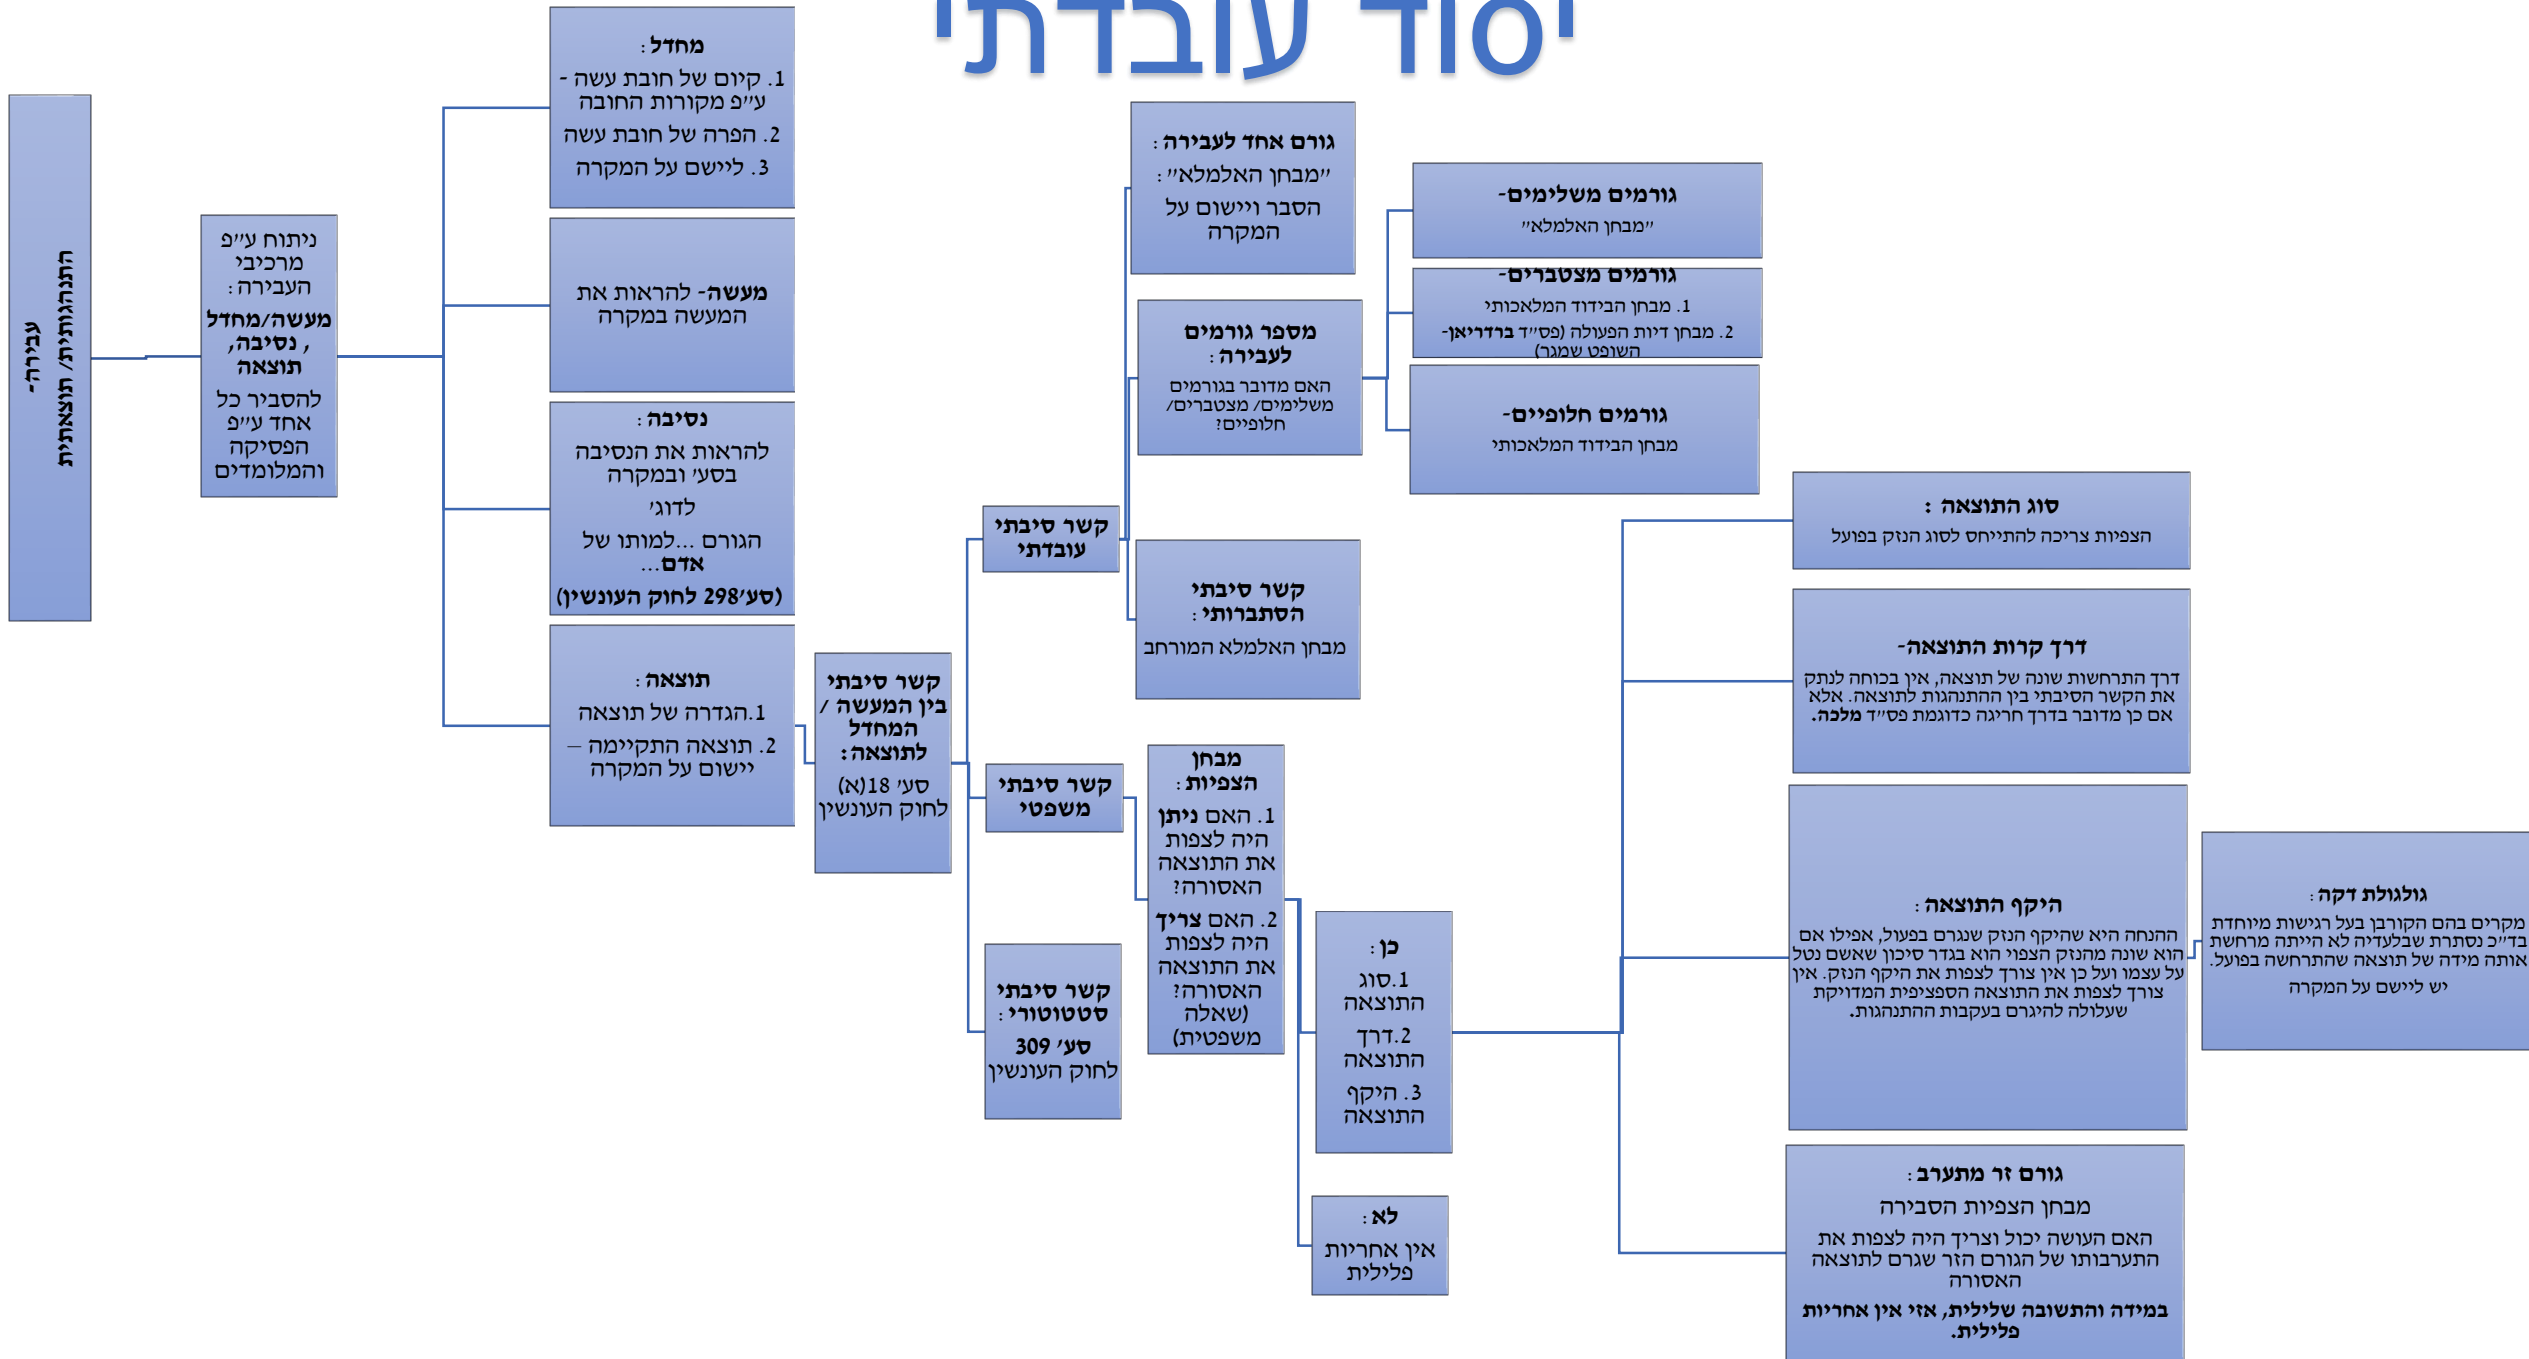 יסוד עובדתי
עבירה-
התנהגותית/ תוצאתית
ניתוח ע״פ
מרכיבי
העבירה:
מעשה/מחדל
, נסיבה,
תוצאה
להסביר כל
אחד ע״פ
הפסיקה
והמלומדים
מחדל:
1. קיום של חובת עשה -
ע״פ מקורות החובה
2. הפרה של חובת עשה
3. ליישם על המקרה
מעשה- להראות את
המעשה במקרה
נסיבה:
להראות את הנסיבה
בסע׳ ובמקרה
לדוג׳
הגורם ...למותו של
אדם...
(סע׳298 לחוק העונשין)
תוצאה:
1.הגדרה של תוצאה
2. תוצאה התקיימה –
יישום על המקרה
קשר סיבתי
בין המעשה /
המחדל
לתוצאה:
סע׳ 18(א)
לחוק העונשין
קשר סיבתי
עובדתי
גורם אחד לעבירה:
״מבחן האלמלא״:
הסבר ויישום על
המקרה
מספר גורמים
לעבירה:
האם מדובר בגורמים
משלימים/ מצטברים/
חלופיים?
גורמים משלימים-
״מבחן האלמלא״
גורמים מצטברים-
1. מבחן הבידוד המלאכותי
2. מבחן דיות הפעולה (פס״ד ברדריאן-
השופט שמגר)
גורמים חלופיים-
מבחן הבידוד המלאכותי
קשר סיבתי
הסתברותי:
מבחן האלמלא המורחב
קשר סיבתי
משפטי
מבחן
הצפיות:
1. האם ניתן
היה לצפות
את התוצאה
האסורה?
2. האם צריך
היה לצפות
את התוצאה
האסורה?
(שאלה
משפטית)
כן:
1.סוג
התוצאה
2.דרך
התוצאה
3. היקף
התוצאה
לא:
אין אחריות
פלילית
סוג התוצאה :
הצפיות צריכה להתייחס לסוג הנזק בפועל
דרך קרות התוצאה-
דרך התרחשות שונה של תוצאה, אין בכוחה לנתק
את הקשר הסיבתי בין ההתנהגות לתוצאה. אלא
אם כן מדובר בדרך חריגה כדוגמת פס״ד מלכה.
היקף התוצאה:
ההנחה היא שהיקף הנזק שנגרם בפעול, אפילו אם
הוא שונה מהנזק הצפוי הוא בגדר סיכון שאשם נטל
על עצמו ועל כן אין צורך לצפות את היקף הנזק. אין
צורך לצפות את התוצאה הספציפית המדויקת
שעלולה להיגרם בעקבות ההתנהגות.
גולגולת דקה:
מקרים בהם הקורבן בעל רגישות מיוחדת
בד״כ נסתרת שבלעדיה לא הייתה מרחשת
אותה מידה של תוצאה שהתרחשה בפועל.
יש ליישם על המקרה
גורם זר מתערב:
מבחן הצפיות הסבירה
האם העושה יכול וצריך היה לצפות את
התערבותו של הגורם הזר שגרם לתוצאה
האסורה
במידה והתשובה שלילית, אזי אין אחריות
פלילית.
קשר סיבתי
סטטוטורי:
סע׳ 309
לחוק העונשין